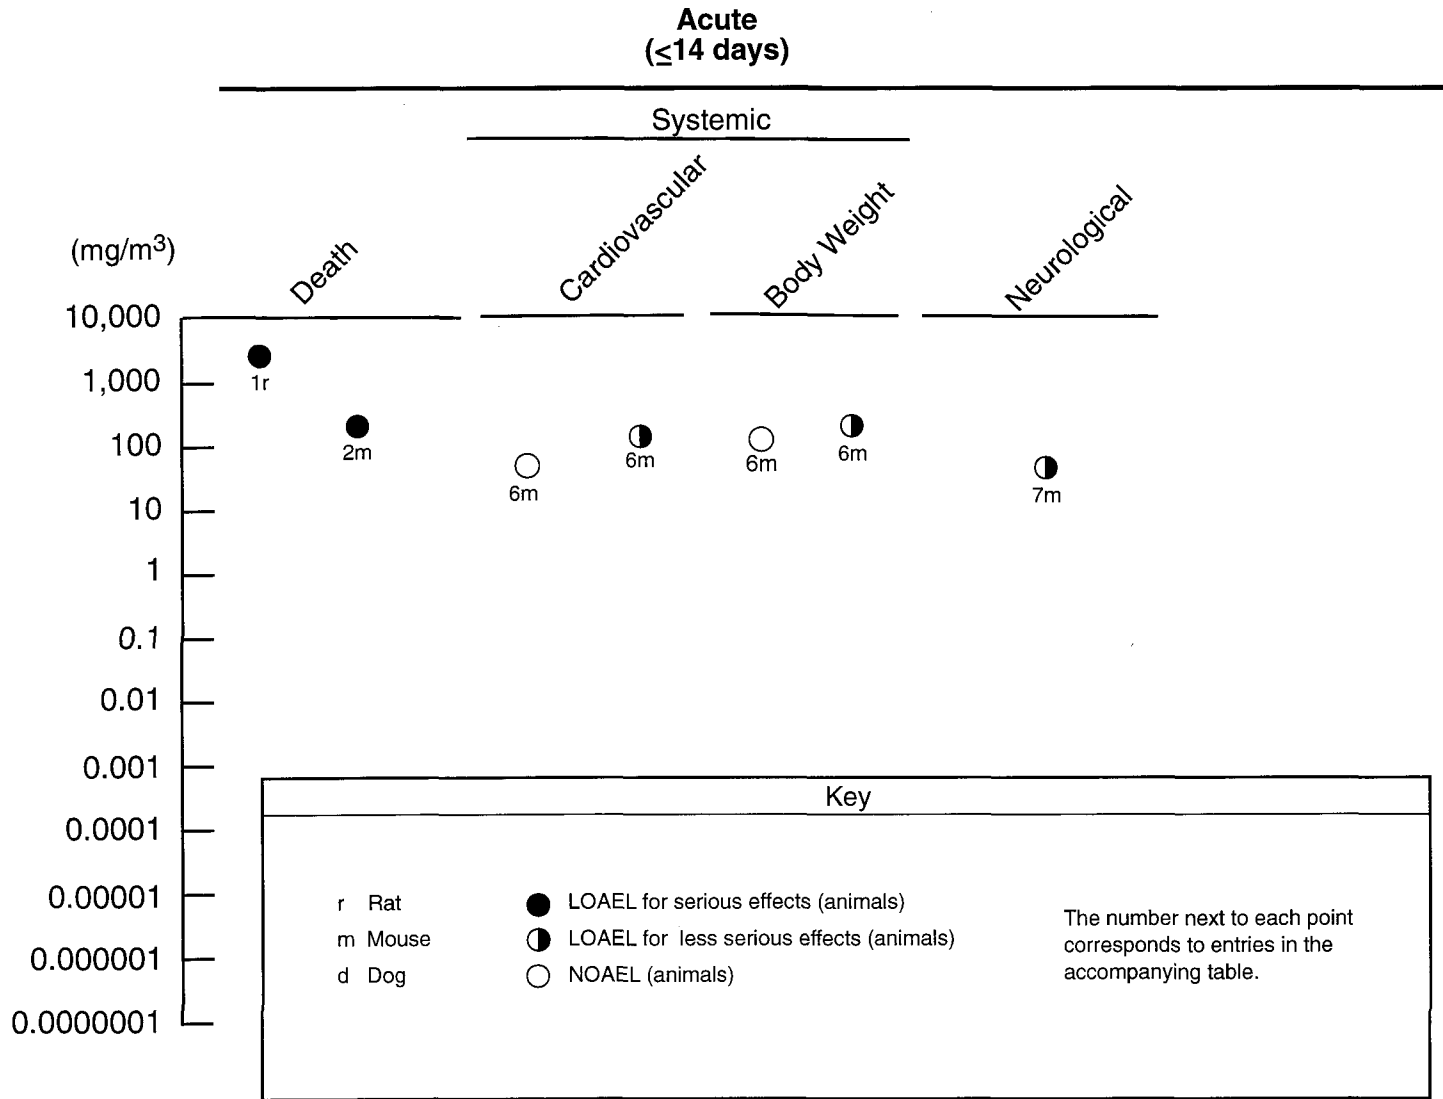 Acute
(≤14 days)
Systemic
Death
Cardiovascular
Body Weight
Neurological
(mg/m³)
10,000
1,000
100
10
1
0.1
0.01
0.001
0.0001
0.00001
0.000001
0.0000001
1r
2m
6m
6m
6m
6m
7m
Key
r Rat
m Mouse
d Dog
LOAEL for serious effects (animals)
LOAEL for less serious effects (animals)
NOAEL (animals)
The number next to each point
corresponds to entries in the
accompanying table.